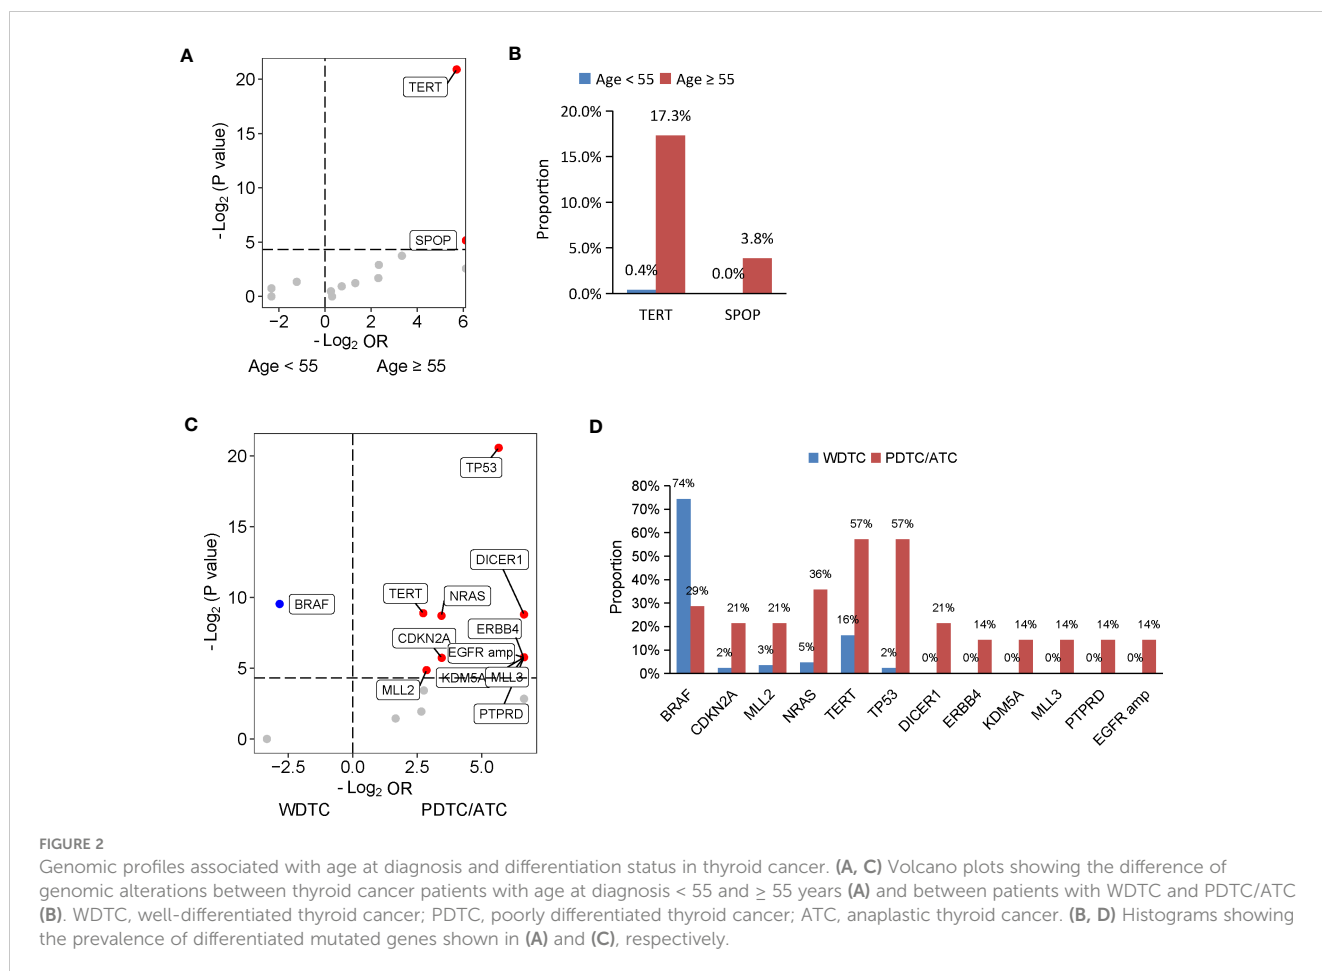 A
20
15
10
5
0
- Log2 (P value)
TERT
SPOP
−2 0 2 4 6
- Log2 OR
Age < 55 Age ≥ 55
B
Age < 55 Age ≥ 55
20.0%
15.0%
10.0%
5.0%
0.0%
Proportion
0.4% 17.3% 0.0% 3.8%
TERT SPOP
C
20
15
10
5
0
- Log2 (P value)
TP53
DICER1
BRAF
TERT
NRAS
ERBB4
CDKN2A
EGFR amp
KDM5A
MLL3
MLL2
PTPRD
−2.5 0.0 2.5 5.0
- Log2 OR
WDTC PDTC/ATC
D
WDTC PDTC/ATC
80%
70%
60%
50%
40%
30%
20%
10%
0%
Proportion
74% 29% 2% 21% 3% 21% 5% 36% 16% 57% 2% 57% 0% 21% 0% 14% 0% 14% 0% 14% 0% 14% 0% 14%
BRAF CDKN2A MLL2 NRAS TERT TP53 DICER1 ERBB4 KDM5A MLL3 PTPRD EGFR amp
FIGURE 2
Genomic profiles associated with age at diagnosis and differentiation status in thyroid cancer. (A, C) Volcano plots showing the difference of
genomic alterations between thyroid cancer patients with age at diagnosis < 55 and ≥ 55 years (A) and between patients with WDTC and PDTC/ATC
(B). WDTC, well-differentiated thyroid cancer; PDTC, poorly differentiated thyroid cancer; ATC, anaplastic thyroid cancer. (B, D) Histograms showing
the prevalence of differentiated mutated genes shown in (A) and (C), respectively.